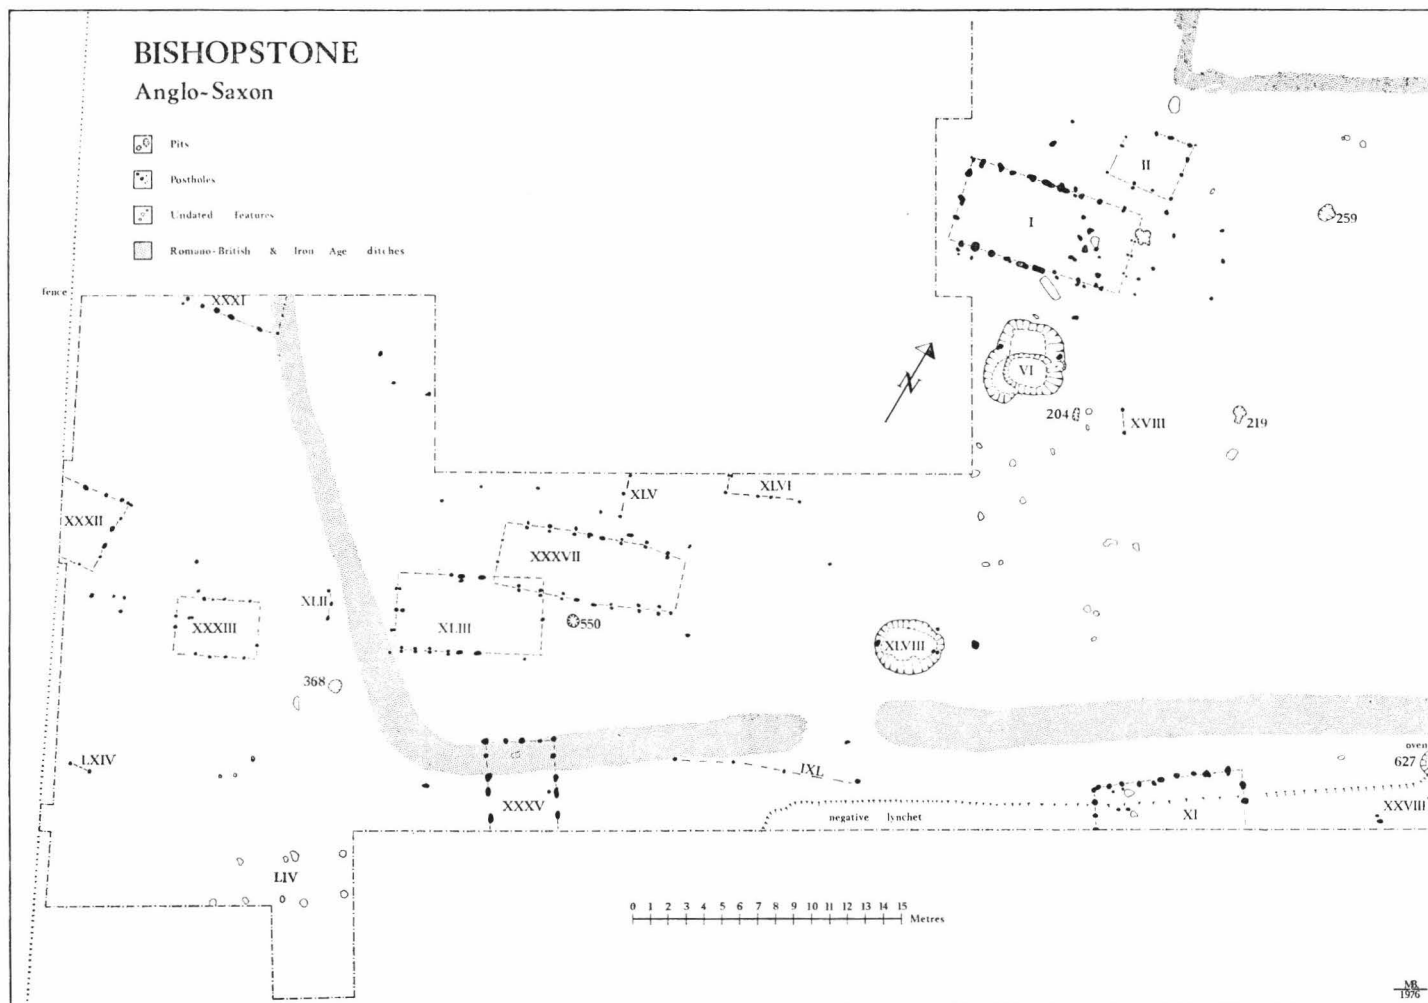 BISHOPSTONE
Anglo-Saxon
Pits
Postholes
Undated features
Romano-British & Iron Age ditches
fence
XXXI
II
I
259
N
VI
204
XVIII
219
XXXII
XLV
XLVI
XXXVII
XLII
XXXIII
XLIII
550
XLVIII
368
LXIV
IXL
oven
627
XXXV
negative lynchet
XI
XXVIII
LIV
0 1 2 3 4 5 6 7 8 9 10 11 12 13 14 15
Metres
MB
1976